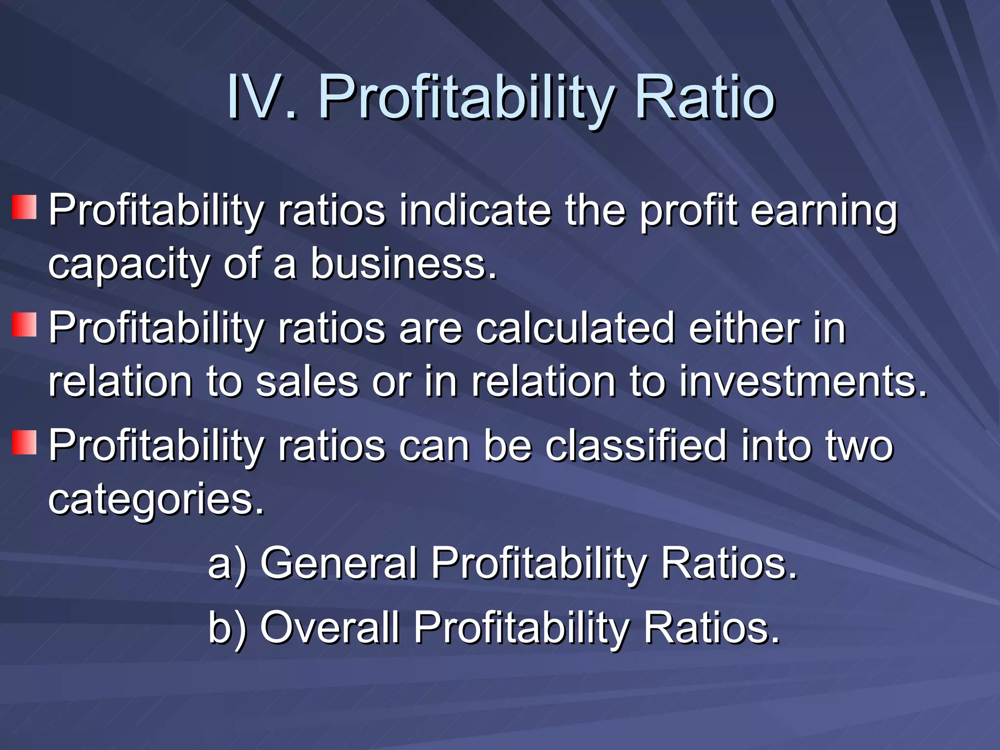 IV. Profitability Ratio
Profitability ratios indicate the profit earning
capacity of a business.
Profitability ratios are calculated either in
relation to sales or in relation to investments.
Profitability ratios can be classified into two
categories.
a) General Profitability Ratios.
b) Overall Profitability Ratios.